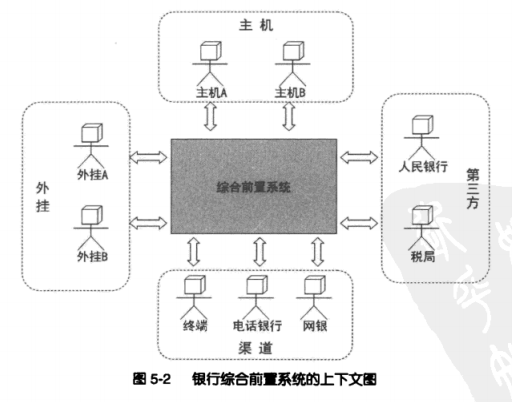 主 机
主机A
主机B
外挂
外挂A
外挂B
综合前置系统
人民银行
税局
第三方
终端
电话银行
网银
渠 道
图 5-2 银行综合前置系统的上下文图